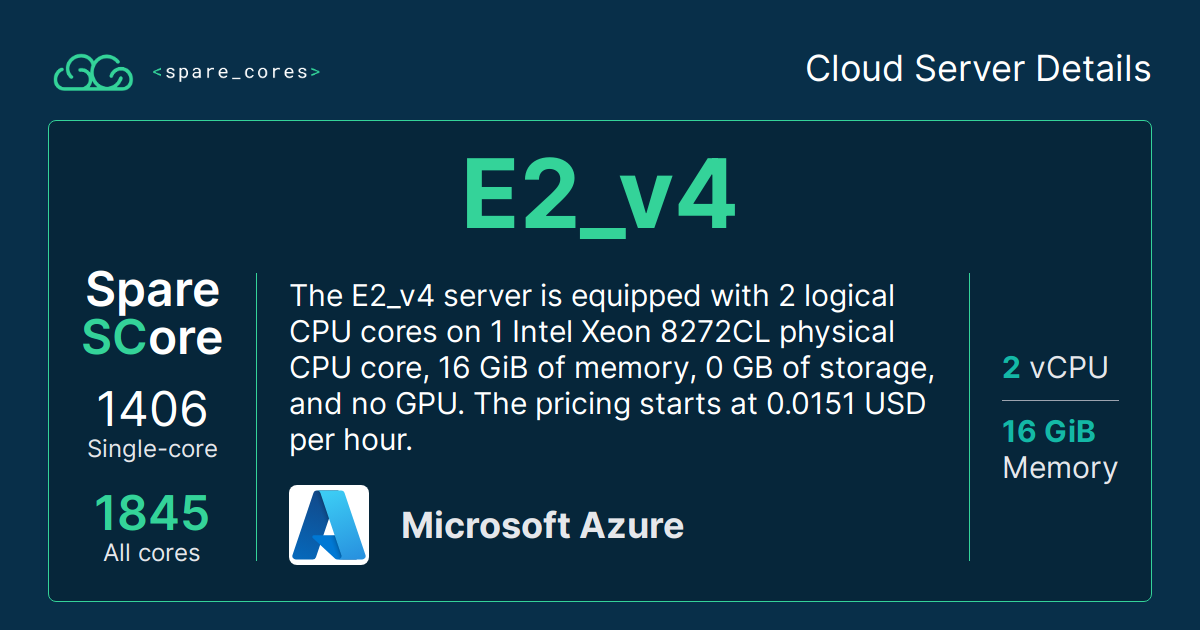 <spare_cores>
Cloud Server Details
E2_v4
Spare
SCore
1406
Single-core
1845
All cores
The E2_v4 server is equipped with 2 logical
CPU cores on 1 Intel Xeon 8272CL physical
CPU core, 16 GiB of memory, 0 GB of storage,
and no GPU. The pricing starts at 0.0151 USD
per hour.
Microsoft Azure
2 vCPU
16 GiB
Memory